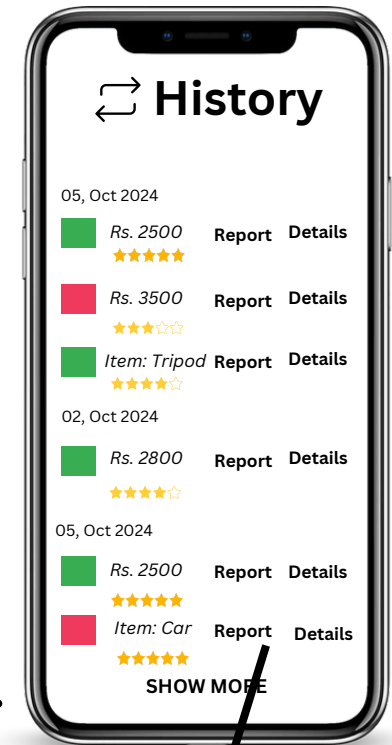 History
05, Oct 2024
Rs. 2500 Report Details
Rs. 3500 Report Details
Item: Tripod Report Details
02, Oct 2024
Rs. 2800 Report Details
05, Oct 2024
Rs. 2500 Report Details
Item: Car Report Details
SHOW MORE